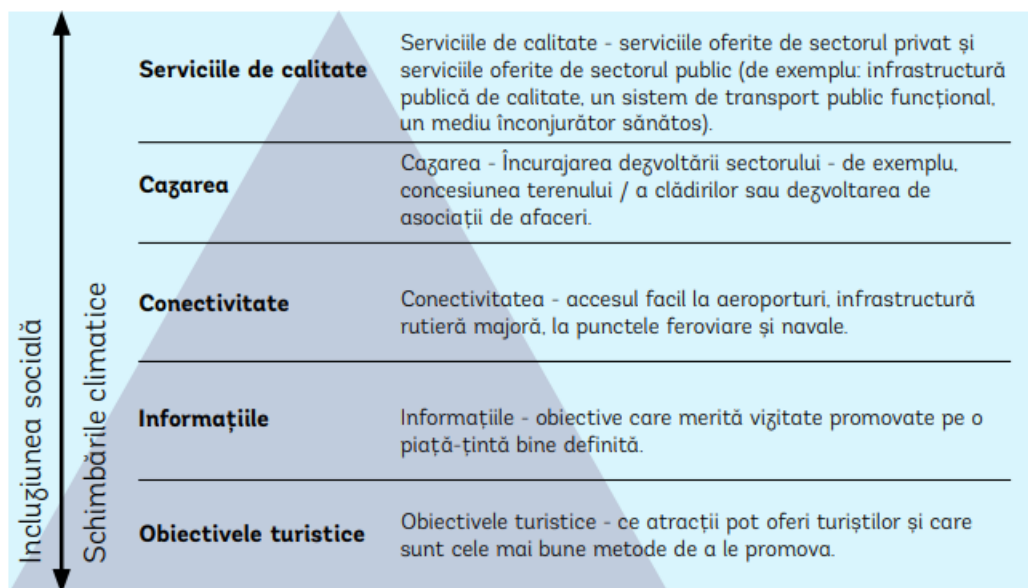 Serviciile de calitate
Serviciile de calitate - serviciile oferite de sectorul privat și
serviciile oferite de sectorul public (de exemplu: infrastructură
publică de calitate, un sistem de transport public funcțional,
un mediu înconjurător sănătos).
Cazarea
Cazarea - Încurajarea dezvoltării sectorului - de exemplu,
concesiunea terenului / a clădirilor sau dezvoltarea de
asociații de afaceri.
Conectivitate
Conectivitatea - accesul facil la aeroporturi, infrastructură
rutieră majoră, la punctele feroviare și navale.
Informațiile
Informațiile - obiective care merită vizitate promovate pe o
piață-țintă bine definită.
Obiectivele turistice
Obiectivele turistice - ce atracții pot oferi turiștilor și care
sunt cele mai bune metode de a le promova.
Incluziunea socială
Schimbările climatice